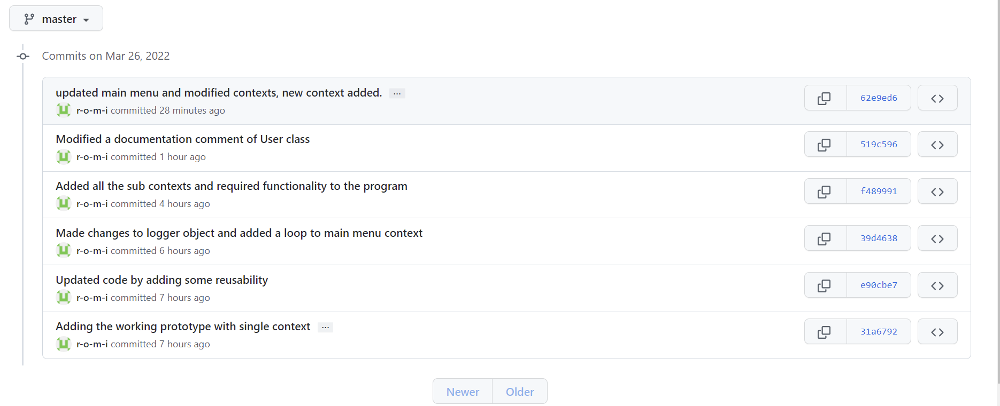 master
Commits on Mar 26, 2022
updated main menu and modified contexts, new context added. ...
62e9ed6
r-o-m-i committed 28 minutes ago
Modified a documentation comment of User class
519c596
r-o-m-i committed 1 hour ago
Added all the sub contexts and required functionality to the program
f489991
r-o-m-i committed 4 hours ago
Made changes to logger object and added a loop to main menu context
39d4638
r-o-m-i committed 6 hours ago
Updated code by adding some reusability
e90cbe7
r-o-m-i committed 7 hours ago
Adding the working prototype with single context ...
31a6792
r-o-m-i committed 7 hours ago
Newer Older